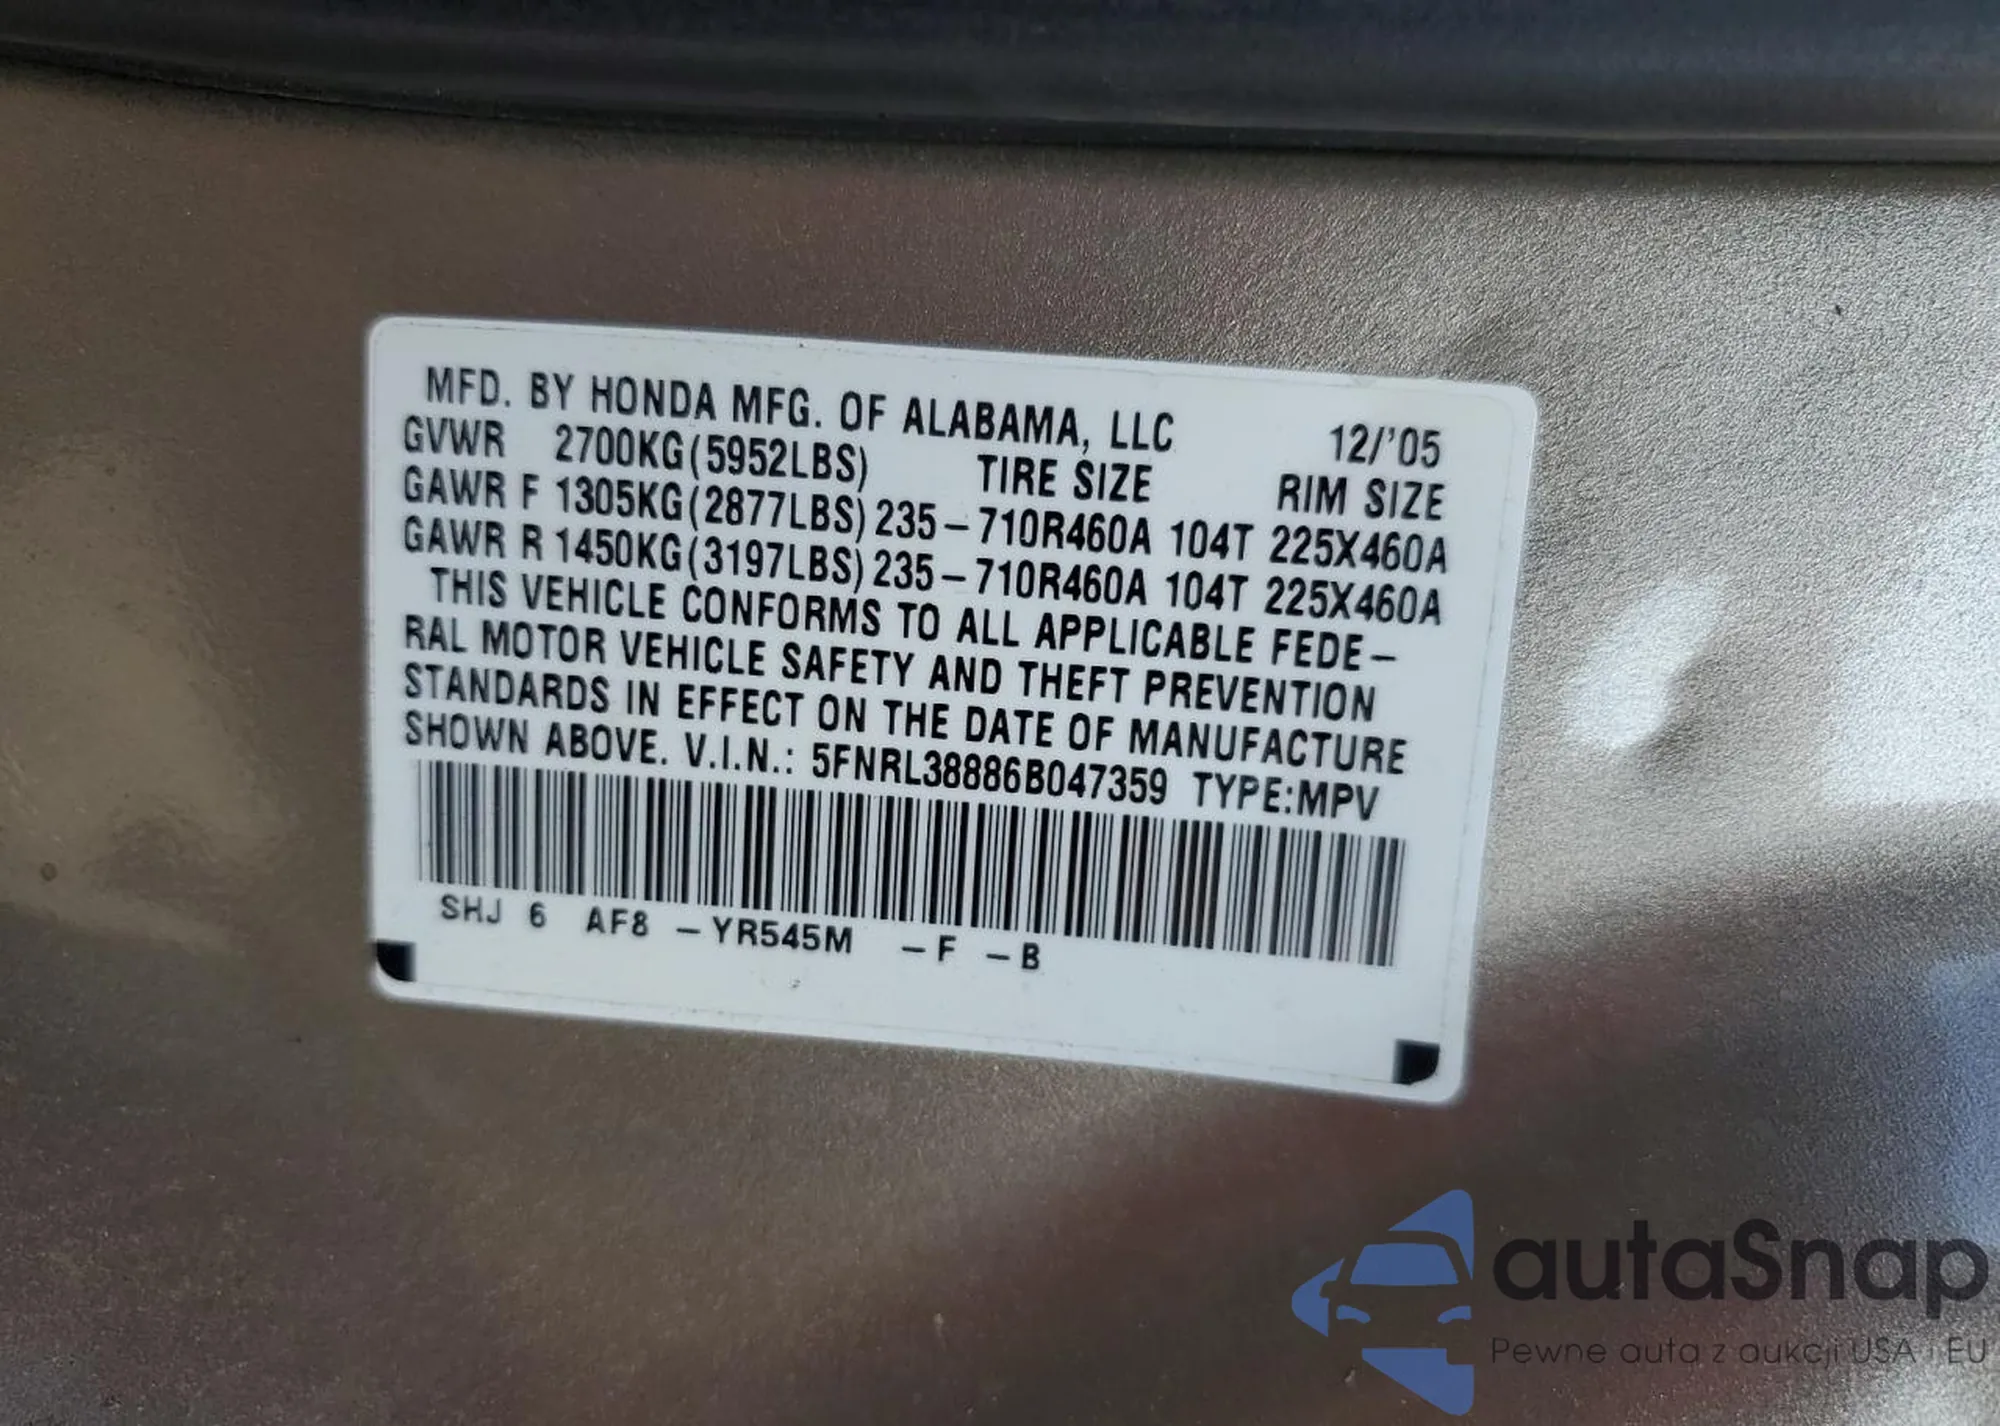 MFD. BY HONDA MFG. OF ALABAMA, LLC 12/'05
GVWR 2700KG(5952LBS) TIRE SIZE RIM SIZE
GAWR F 1305KG(2877LBS) 235-710R460A 104T 225X460A
GAWR R 1450KG(3197LBS) 235-710R460A 104T 225X460A
THIS VEHICLE CONFORMS TO ALL APPLICABLE FEDE-
RAL MOTOR VEHICLE SAFETY AND THEFT PREVENTION
STANDARDS IN EFFECT ON THE DATE OF MANUFACTURE
SHOWN ABOVE. V.I.N.: 5FNRL38886B047359 TYPE:MPV
SHJ 6 AF8 -YR545M -F -B
autaSnap
Pewne auta z aukcji USA i EU